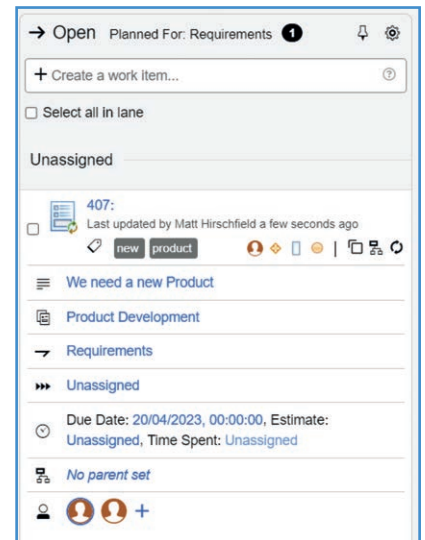 → Open Planned For: Requirements 1
+ Create a work item...
Select all in lane
Unassigned
407:
Last updated by Matt Hirschfield a few seconds ago
new product
We need a new Product
Product Development
Requirements
Unassigned
Due Date: 20/04/2023, 00:00:00, Estimate:
Unassigned, Time Spent: Unassigned
No parent set